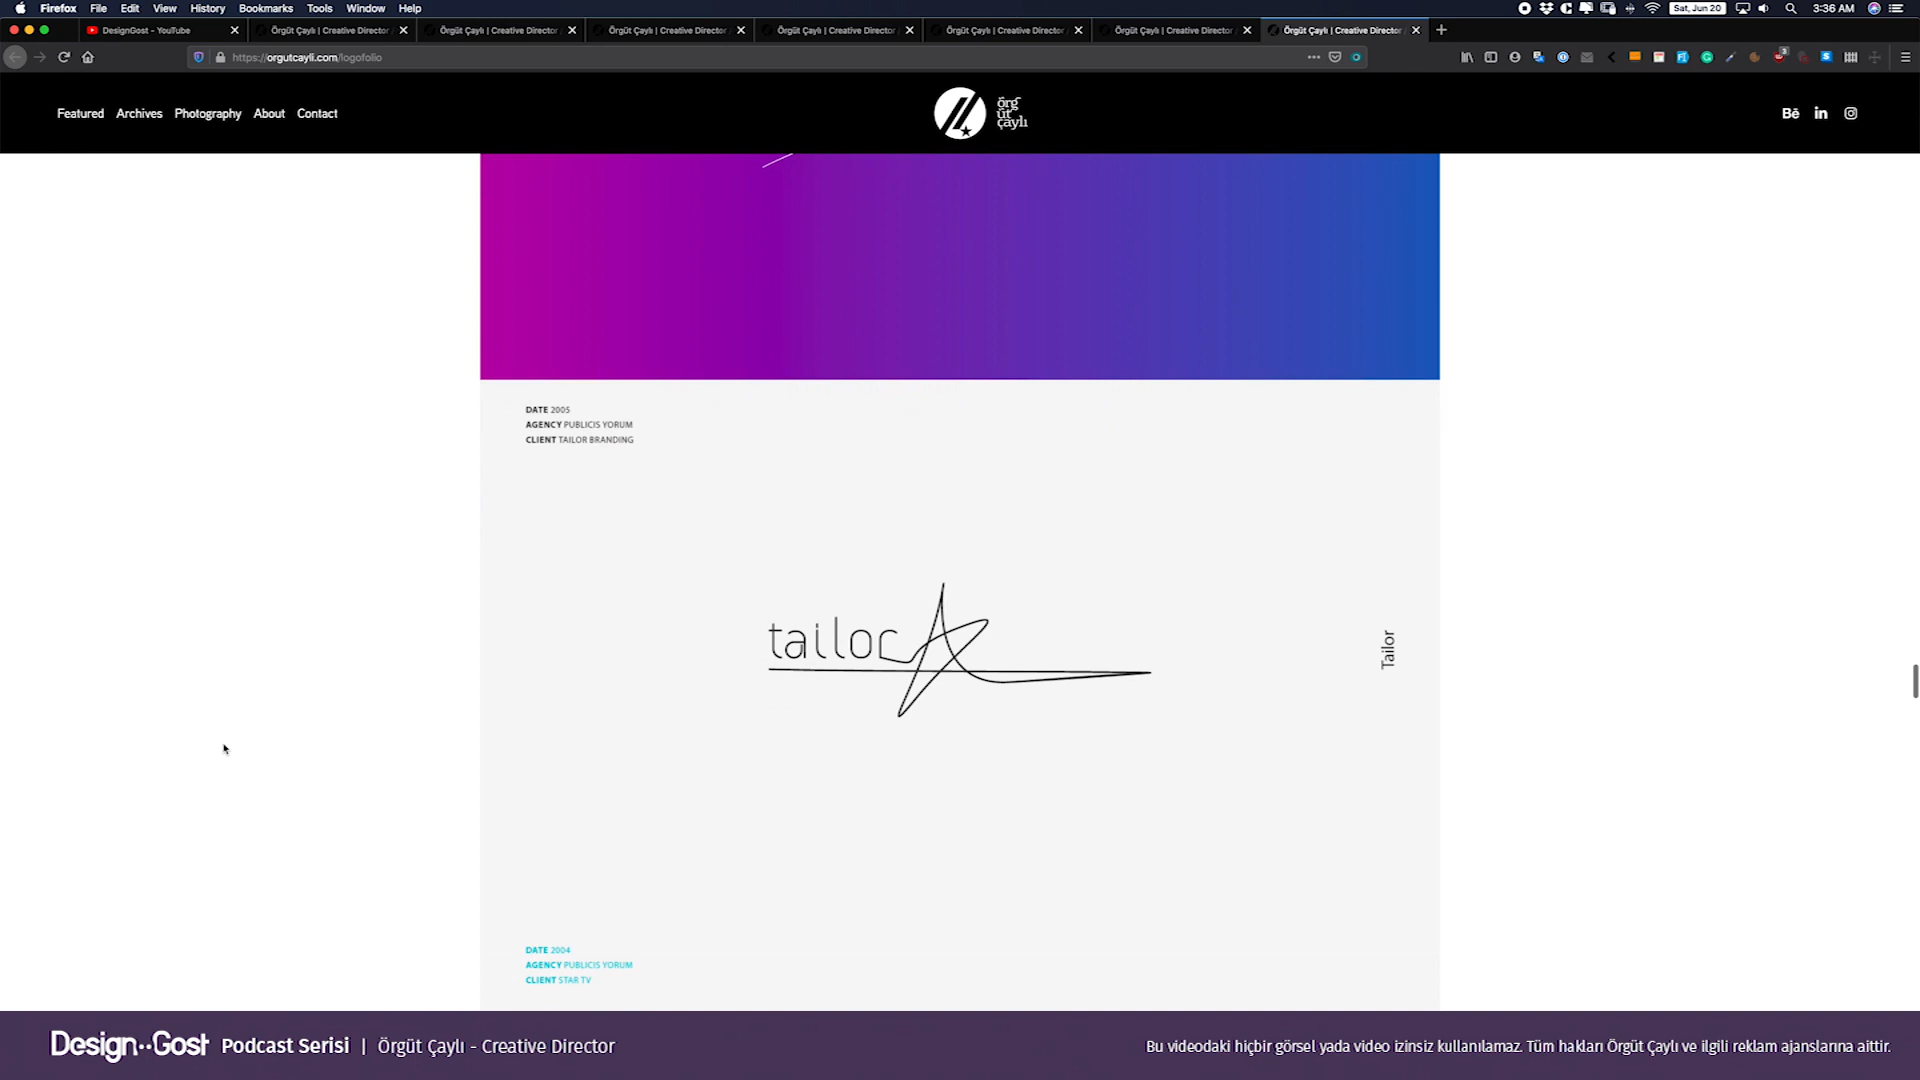 Firefox File Edit View History Bookmarks Tools Window Help
Sat, Jun 20
3:36 AM
DesignGost - YouTube
Örgüt Çaylı | Creative Director
Örgüt Çaylı | Creative Director
Örgüt Çaylı | Creative Director
Örgüt Çaylı | Creative Director
Örgüt Çaylı | Creative Director
Örgüt Çaylı | Creative Director
Örgüt Çaylı | Creative Director
https://orgutcayli.com/logofolio
Featured Archives Photography About Contact
örg
üt
çaylı
Bē
in
DATE 2005
AGENCY PUBLICIS YORUM
CLIENT TAILOR BRANDING
tailor
Tailor
DATE 2004
AGENCY PUBLICIS YORUM
CLIENT STAR TV
Design··Gost Podcast Serisi | Örgüt Çaylı - Creative Director
Bu videodaki hiçbir görsel yada video izinsiz kullanılamaz. Tüm hakları Örgüt Çaylı ve ilgili reklam ajanslarına aittir.